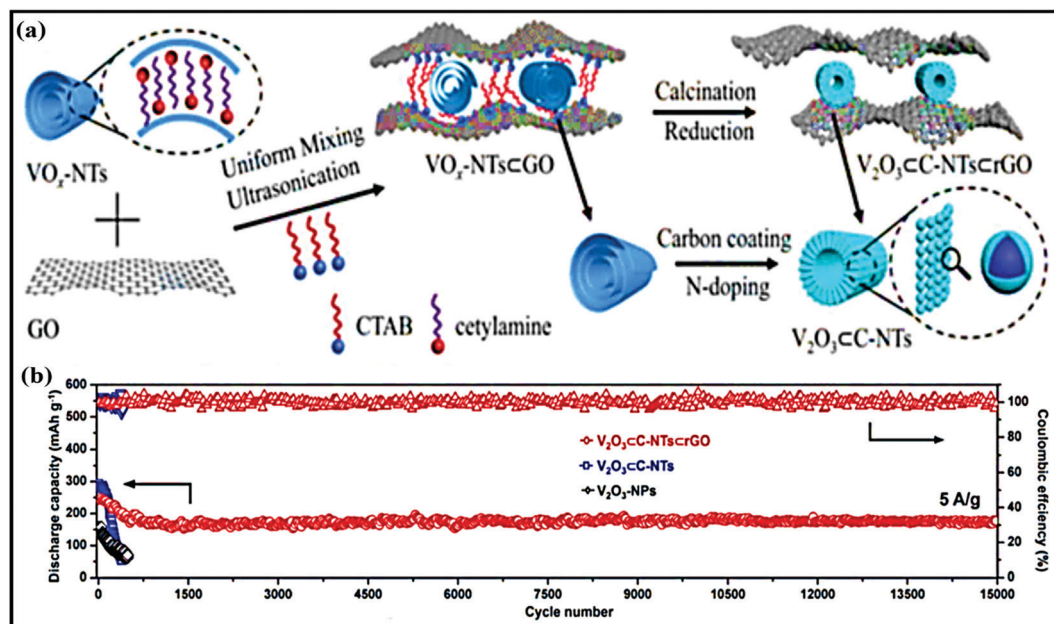 (a)
VOx-NTs
GO
Uniform Mixing
Ultrasonication
CTAB
cetylamine
VOx-NTs⊂GO
Calcination
Reduction
V2O3⊂C-NTs⊂rGO
Carbon coating
N-doping
V2O3⊂C-NTs
(b)
Discharge capacity (mAh g⁻¹)
600
500
400
300
200
100
0
V2O3⊂C-NTs⊂rGO
V2O3⊂C-NTs
V2O3-NPs
5 A/g
100
80
60
40
20
0
Coulombic efficiency (%)
0 1500 3000 4500 6000 7500 9000 10500 12000 13500 15000
Cycle number